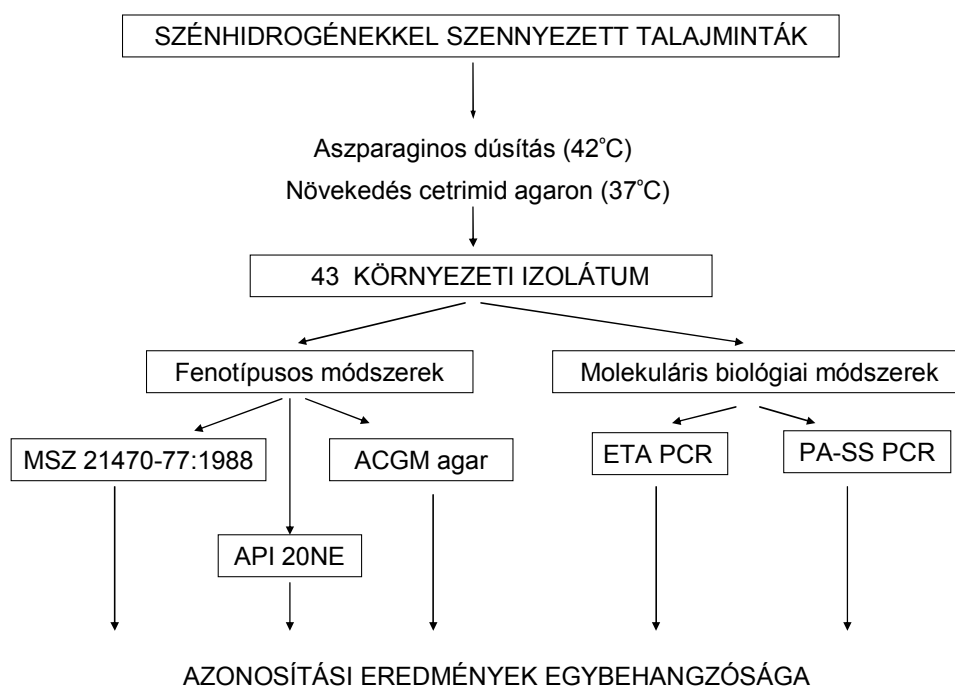 SZÉNHIDROGÉNEKKEL SZENNYEZETT TALAJMINTÁK
Aszparaginos dúsítás (42°C)
Növekedés cetrimid agaron (37°C)
43 KÖRNYEZETI IZOLÁTUM
Fenotípusos módszerek
Molekuláris biológiai módszerek
MSZ 21470-77:1988
ACGM agar
ETA PCR
PA-SS PCR
API 20NE
AZONOSÍTÁSI EREDMÉNYEK EGYBEHANGZÓSÁGA